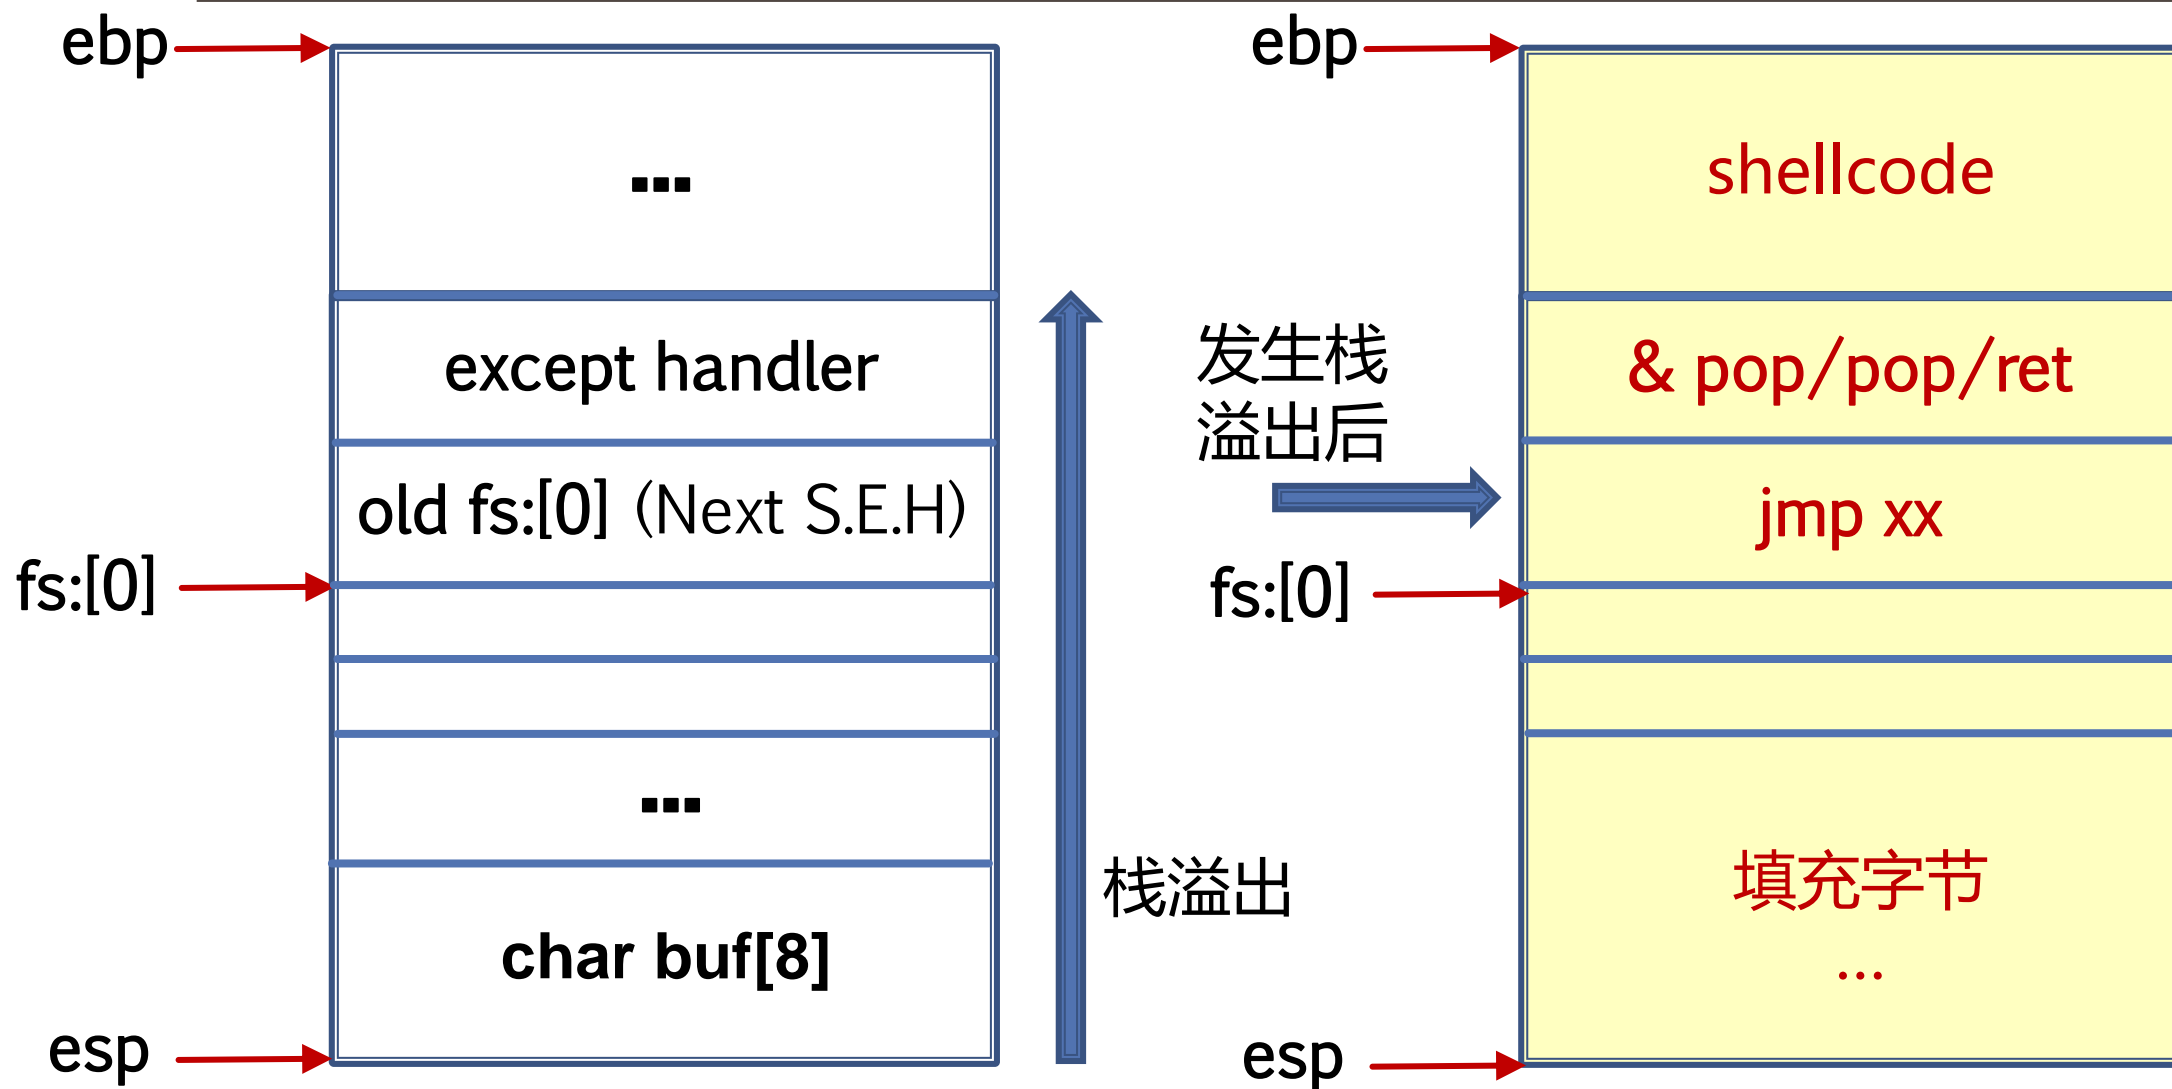 ebp
...
except handler
old fs:[0] (Next S.E.H)
fs:[0]
...
char buf[8]
esp
栈溢出
发生栈
溢出后
ebp
shellcode
& pop/pop/ret
jmp xx
fs:[0]
填充字节
...
esp